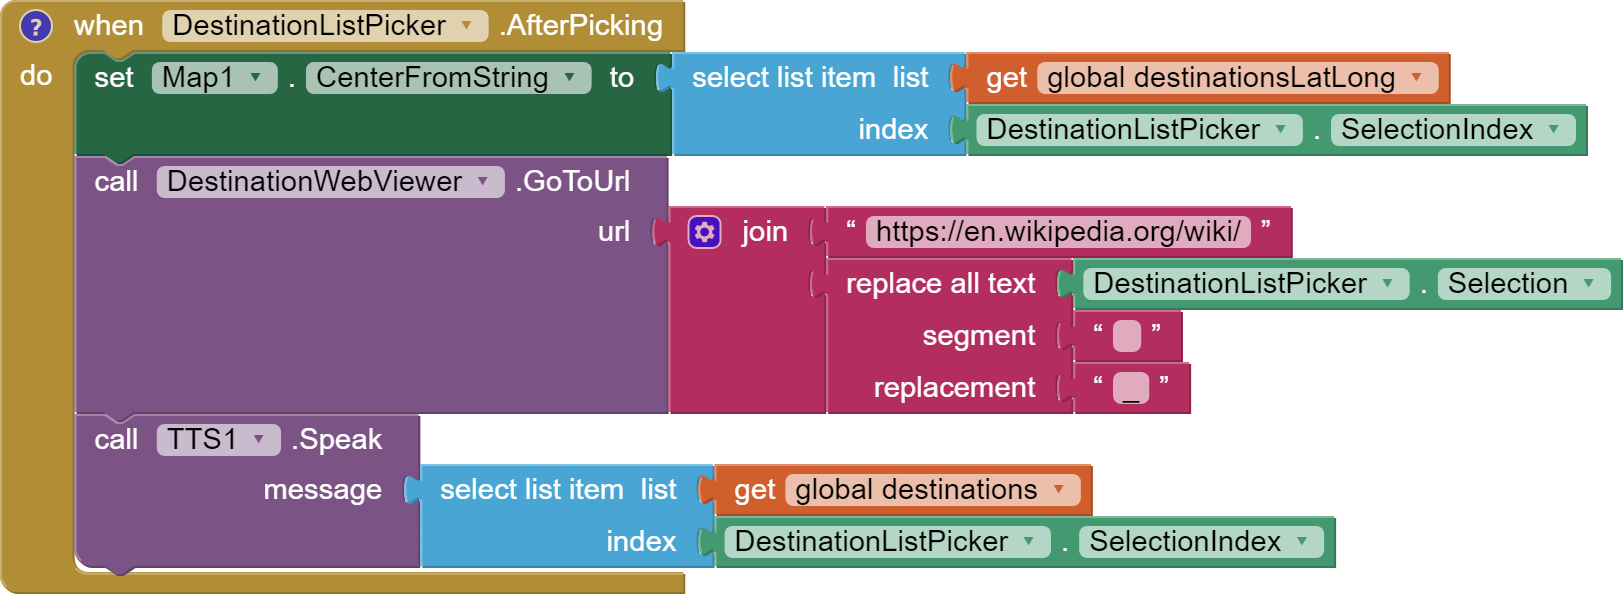 ? when DestinationListPicker .AfterPicking
do set Map1 . CenterFromString to select list item list get global destinationsLatLong
index DestinationListPicker . SelectionIndex
call DestinationWebViewer .GoToUrl
url join “ https://en.wikipedia.org/wiki/ ”
replace all text DestinationListPicker . Selection
segment “ ”
replacement “ _ ”
call TTS1 .Speak
message select list item list get global destinations
index DestinationListPicker . SelectionIndex